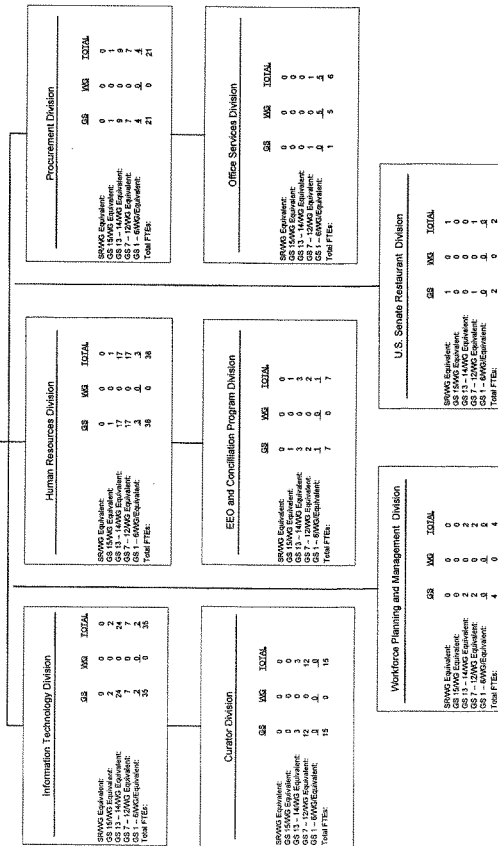 Information Technology Division
GS WG TOTAL
SR/WG Equivalent: 0 0 0
GS 15/WG Equivalent: 2 0 2
GS 13 – 14/WG Equivalent: 24 0 24
GS 7 – 12/WG Equivalent: 7 0 7
GS 1 – 6/WG/Equivalent: 2 0 2
Total FTEs: 35 0 35
Human Resources Division
GS WG TOTAL
SR/WG Equivalent: 0 0 0
GS 15/WG Equivalent: 1 0 1
GS 13 – 14/WG Equivalent: 17 0 17
GS 7 – 12/WG Equivalent: 17 0 17
GS 1 – 6/WG/Equivalent: 3 0 3
Total FTEs: 38 0 38
Procurement Division
GS WG TOTAL
SR/WG Equivalent: 0 0 0
GS 15/WG Equivalent: 1 0 1
GS 13 – 14/WG Equivalent: 9 0 9
GS 7 – 12/WG Equivalent: 7 0 7
GS 1 – 6/WG/Equivalent: 4 0 4
Total FTEs: 21 0 21
Curator Division
GS WG TOTAL
SR/WG Equivalent: 0 0 0
GS 15/WG Equivalent: 0 0 0
GS 13 – 14/WG Equivalent: 3 0 3
GS 7 – 12/WG Equivalent: 12 0 12
GS 1 – 6/WG/Equivalent: 0 0 0
Total FTEs: 15 0 15
EEO and Conciliation Program Division
GS WG TOTAL
SR/WG Equivalent: 0 0 0
GS 15/WG Equivalent: 1 0 1
GS 13 – 14/WG Equivalent: 3 0 3
GS 7 – 12/WG Equivalent: 2 0 2
GS 1 – 6/WG/Equivalent: 1 0 1
Total FTEs: 7 0 7
Office Services Division
GS WG TOTAL
SR/WG Equivalent: 0 0 0
GS 15/WG Equivalent: 0 0 0
GS 13 – 14/WG Equivalent: 0 0 0
GS 7 – 12/WG Equivalent: 1 0 1
GS 1 – 6/WG/Equivalent: 0 5 5
Total FTEs: 1 5 6
Workforce Planning and Management Division
GS WG TOTAL
SR/WG Equivalent: 0 0 0
GS 15/WG Equivalent: 0 0 0
GS 13 – 14/WG Equivalent: 2 0 2
GS 7 – 12/WG Equivalent: 2 0 2
GS 1 – 6/WG/Equivalent: 0 0 0
Total FTEs: 4 0 4
U.S. Senate Restaurant Division
GS WG TOTAL
SR/WG Equivalent: 1 0 1
GS 15/WG Equivalent: 0 0 0
GS 13 – 14/WG Equivalent: 0 0 0
GS 7 – 12/WG Equivalent: 1 0 1
GS 1 – 6/WG/Equivalent: 0 0 0
Total FTEs: 2 0 2